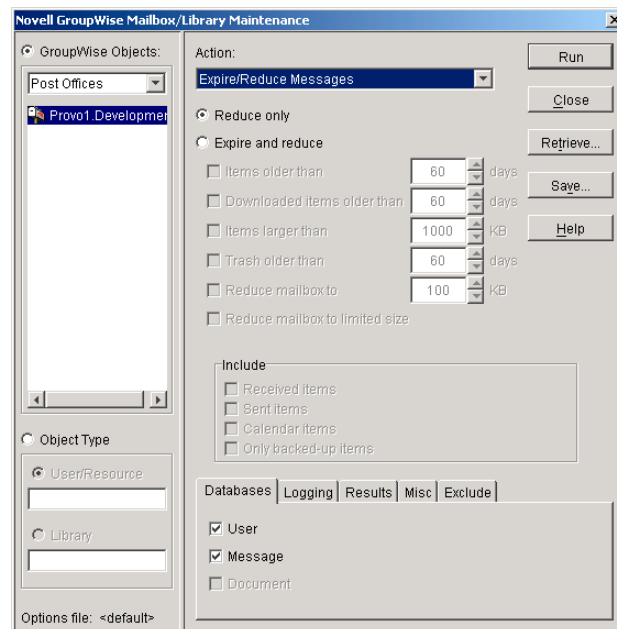 Novell GroupWise Mailbox/Library Maintenance
GroupWise Objects:
Post Offices
Provo1.Developmer
Object Type
User/Resource
Library
Options file: <default>
Action:
Expire/Reduce Messages
Reduce only
Expire and reduce
Items older than 60 days
Downloaded items older than 60 days
Items larger than 1000 KB
Trash older than 60 days
Reduce mailbox to 100 KB
Reduce mailbox to limited size
Include
Received items
Sent items
Calendar items
Only backed-up items
Databases Logging Results Misc Exclude
User
Message
Document
Run
Close
Retrieve...
Save...
Help